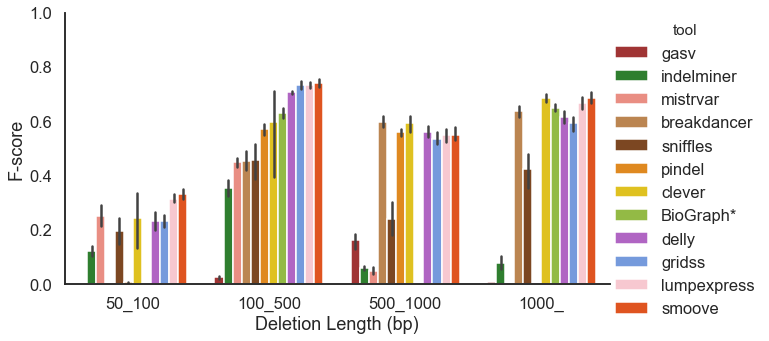 1.0
0.8
0.6
0.4
0.2
0.0
F-score
50_100
100_500
500_1000
1000_
Deletion Length (bp)
tool
gasv
indelminer
mistrvar
breakdancer
sniffles
pindel
clever
BioGraph*
delly
gridss
lumpexpress
smoove